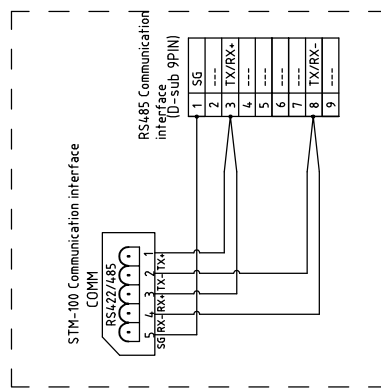 STM-100 Communication interface
COMM
RS422/485
5 4 3 2 1
SG RX- RX+ TX- TX+
RS485 Communication
interface
(D-sub 9PIN)
1 SG
2 ---
3 TX/RX+
4 ---
5 ---
6 ---
7 ---
8 TX/RX-
9 ---